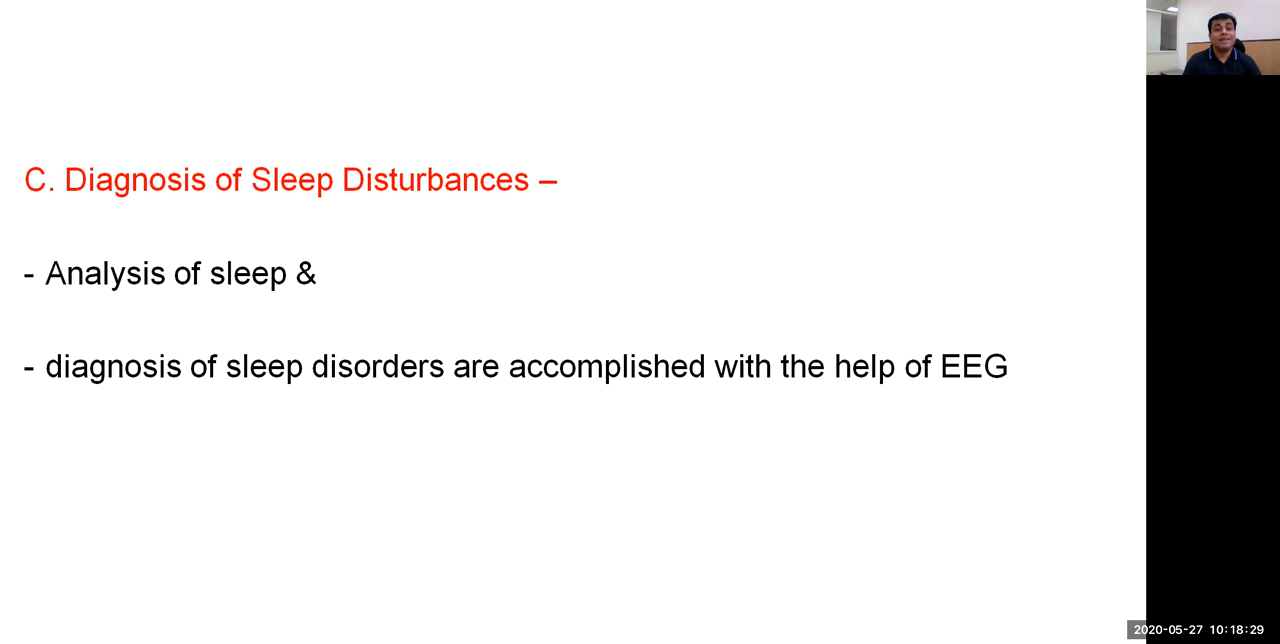 C. Diagnosis of Sleep Disturbances –
- Analysis of sleep &
- diagnosis of sleep disorders are accomplished with the help of EEG
2020-05-27 10:18:29